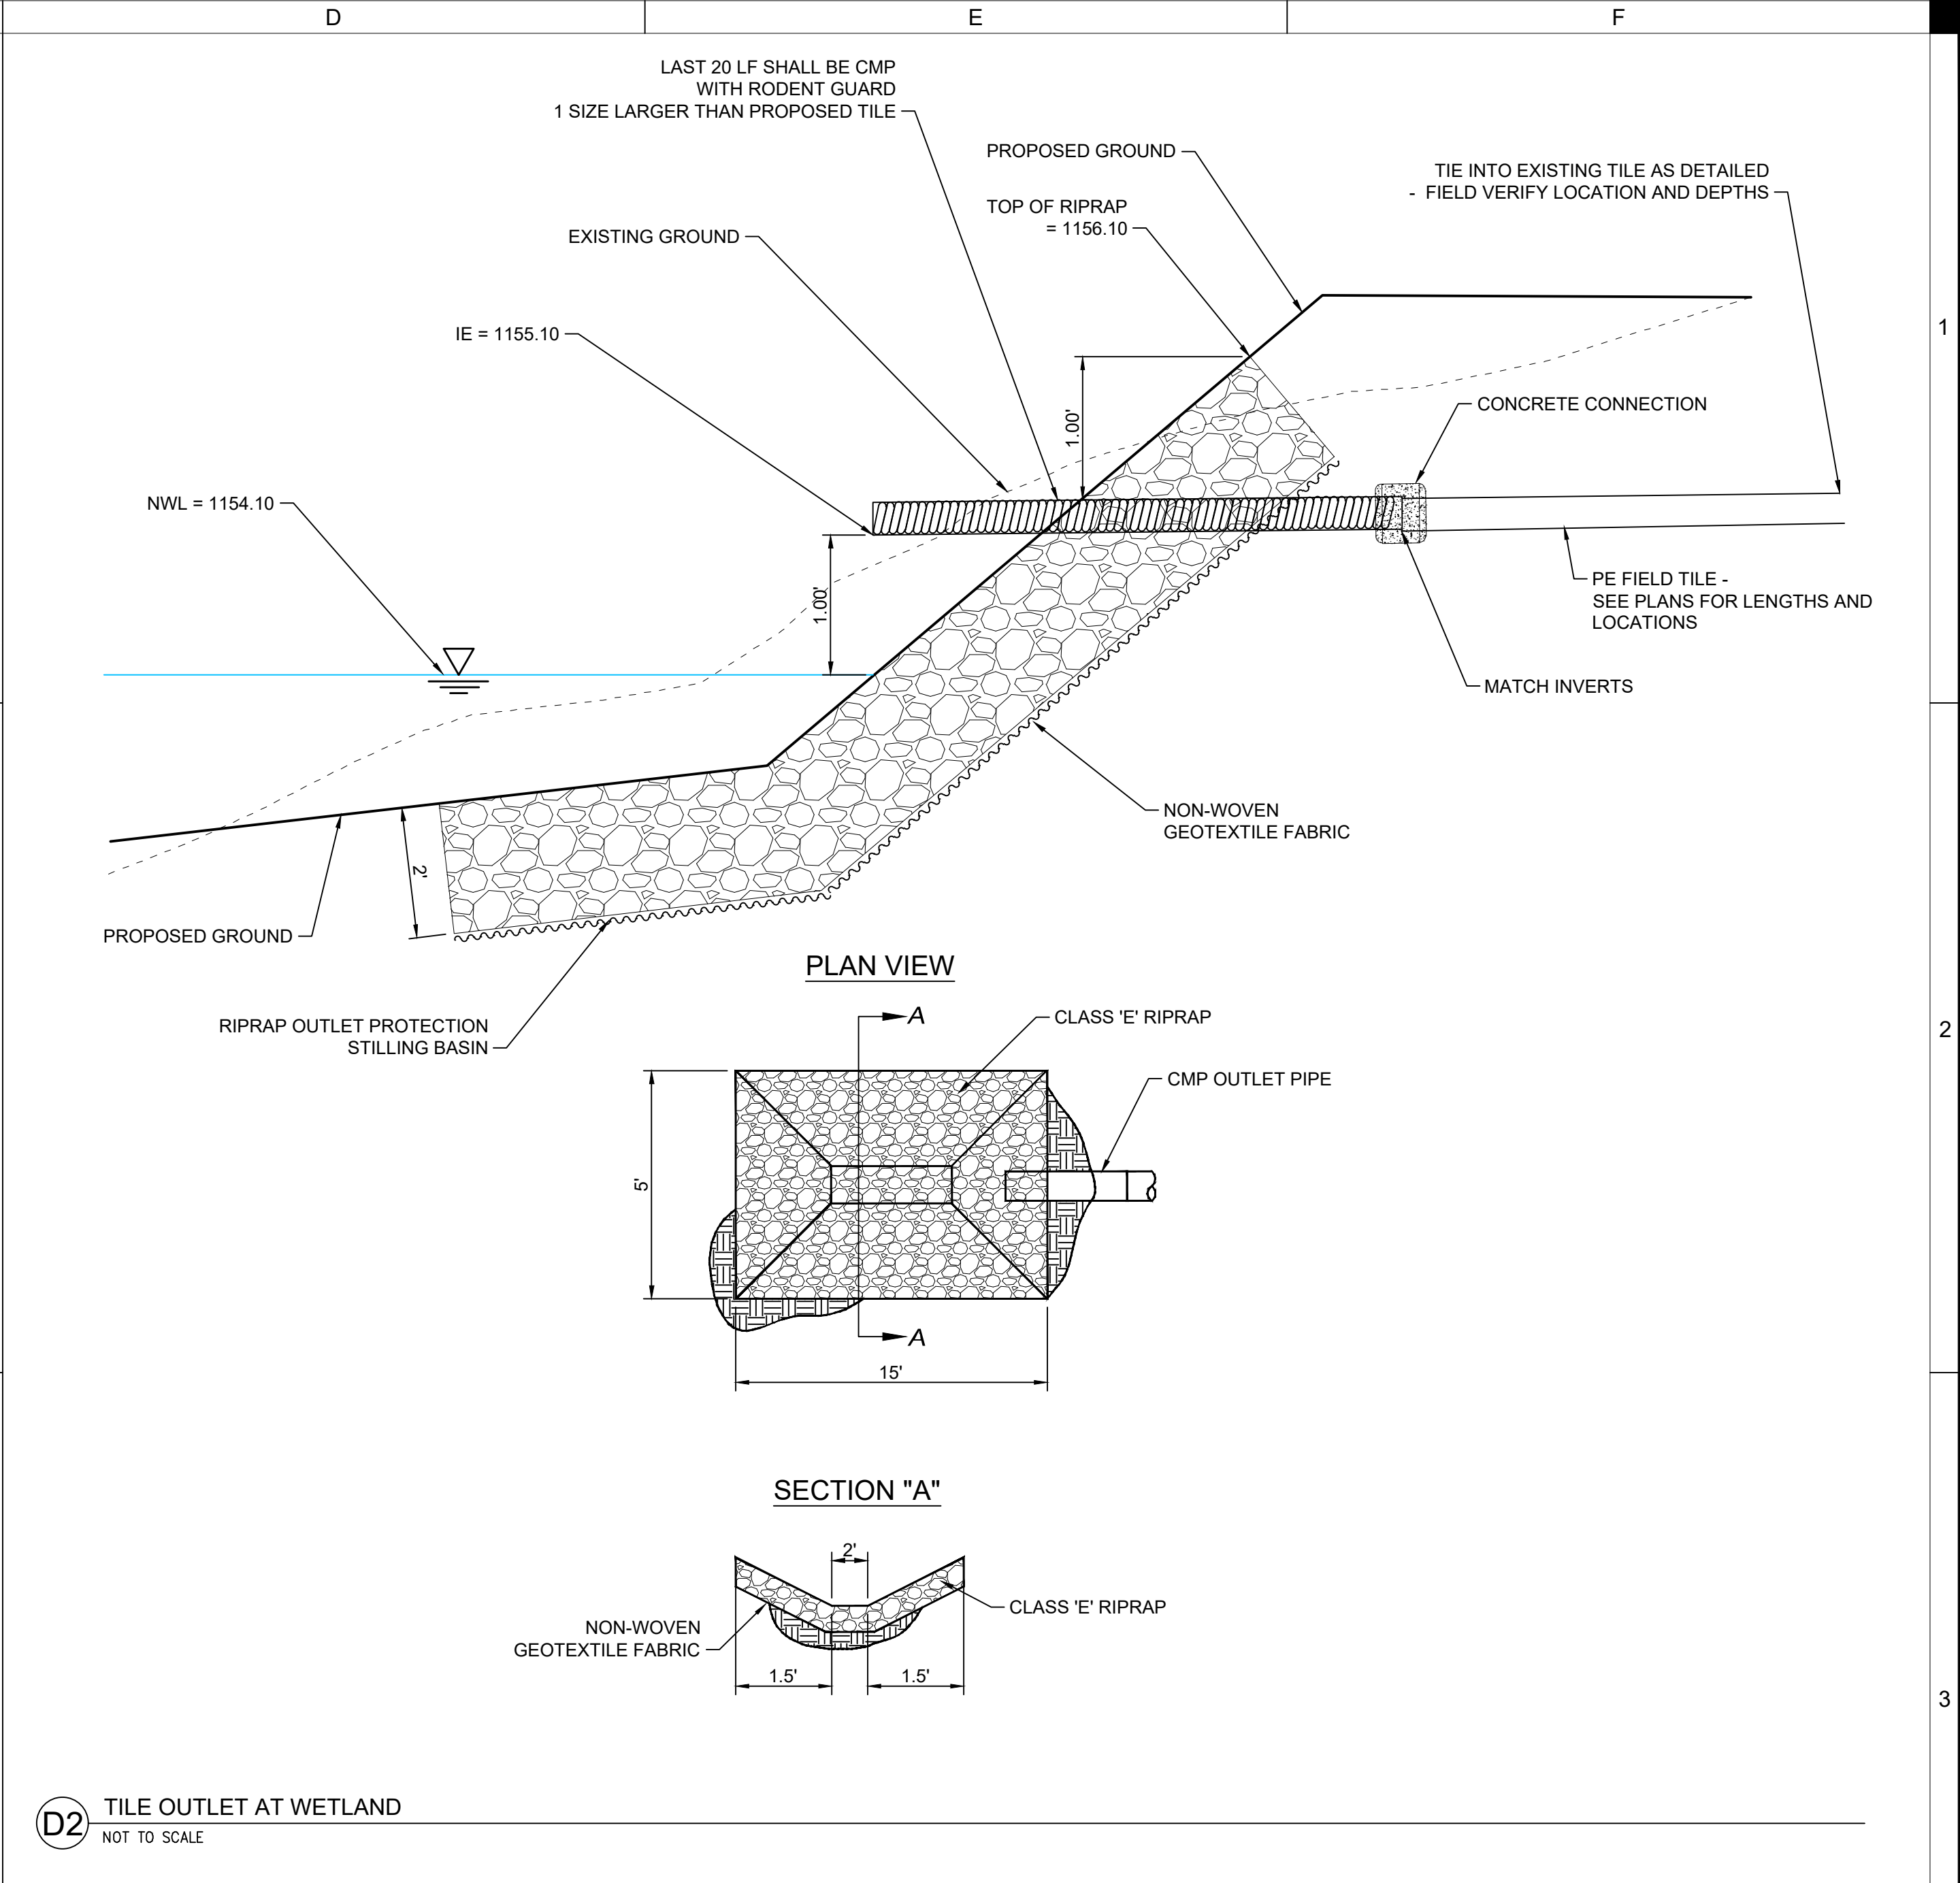 D
E
F
LAST 20 LF SHALL BE CMP
WITH RODENT GUARD
1 SIZE LARGER THAN PROPOSED TILE
PROPOSED GROUND
TIE INTO EXISTING TILE AS DETAILED
- FIELD VERIFY LOCATION AND DEPTHS
TOP OF RIPRAP
= 1156.10
EXISTING GROUND
IE = 1155.10
1
1.00'
CONCRETE CONNECTION
NWL = 1154.10
1.00'
PE FIELD TILE -
SEE PLANS FOR LENGTHS AND
LOCATIONS
MATCH INVERTS
NON-WOVEN
GEOTEXTILE FABRIC
2'
PROPOSED GROUND
RIPRAP OUTLET PROTECTION
STILLING BASIN
PLAN VIEW
A
CLASS 'E' RIPRAP
2
CMP OUTLET PIPE
5'
A
15'
SECTION "A"
2'
CLASS 'E' RIPRAP
NON-WOVEN
GEOTEXTILE FABRIC
1.5'
1.5'
3
D2
TILE OUTLET AT WETLAND
NOT TO SCALE